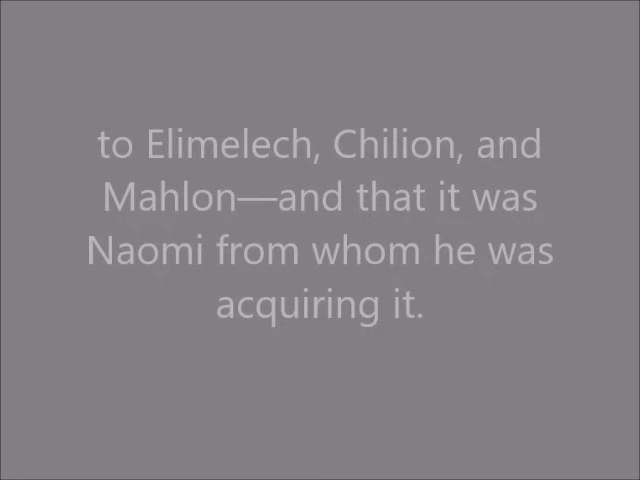 to Elimelech, Chilion, and
Mahlon—and that it was
Naomi from whom he was
acquiring it.